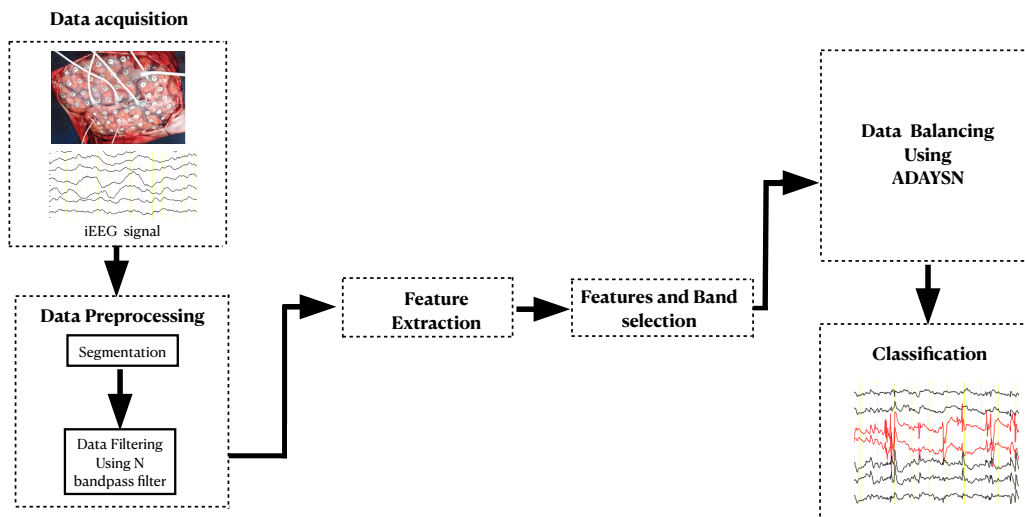 Data acquisition
iEEG signal
Data Preprocessing
Segmentation
Data Filtering
Using N
bandpass filter
Feature
Extraction
Features and Band
selection
Data Balancing
Using
ADAYSN
Classification